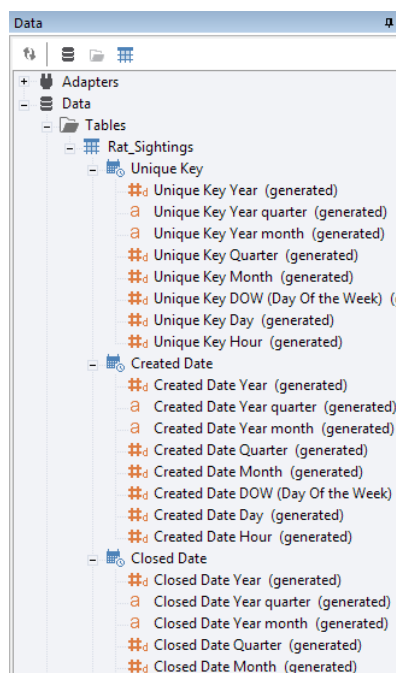 Data
Adapters
Data
Tables
Rat_Sightings
Unique Key
Unique Key Year (generated)
a Unique Key Year quarter (generated)
a Unique Key Year month (generated)
Unique Key Quarter (generated)
Unique Key Month (generated)
Unique Key DOW (Day Of the Week) (
Unique Key Day (generated)
Unique Key Hour (generated)
Created Date
Created Date Year (generated)
a Created Date Year quarter (generated)
a Created Date Year month (generated)
Created Date Quarter (generated)
Created Date Month (generated)
Created Date DOW (Day Of the Week)
Created Date Day (generated)
Created Date Hour (generated)
Closed Date
Closed Date Year (generated)
a Closed Date Year quarter (generated)
a Closed Date Year month (generated)
Closed Date Quarter (generated)
Closed Date Month (generated)